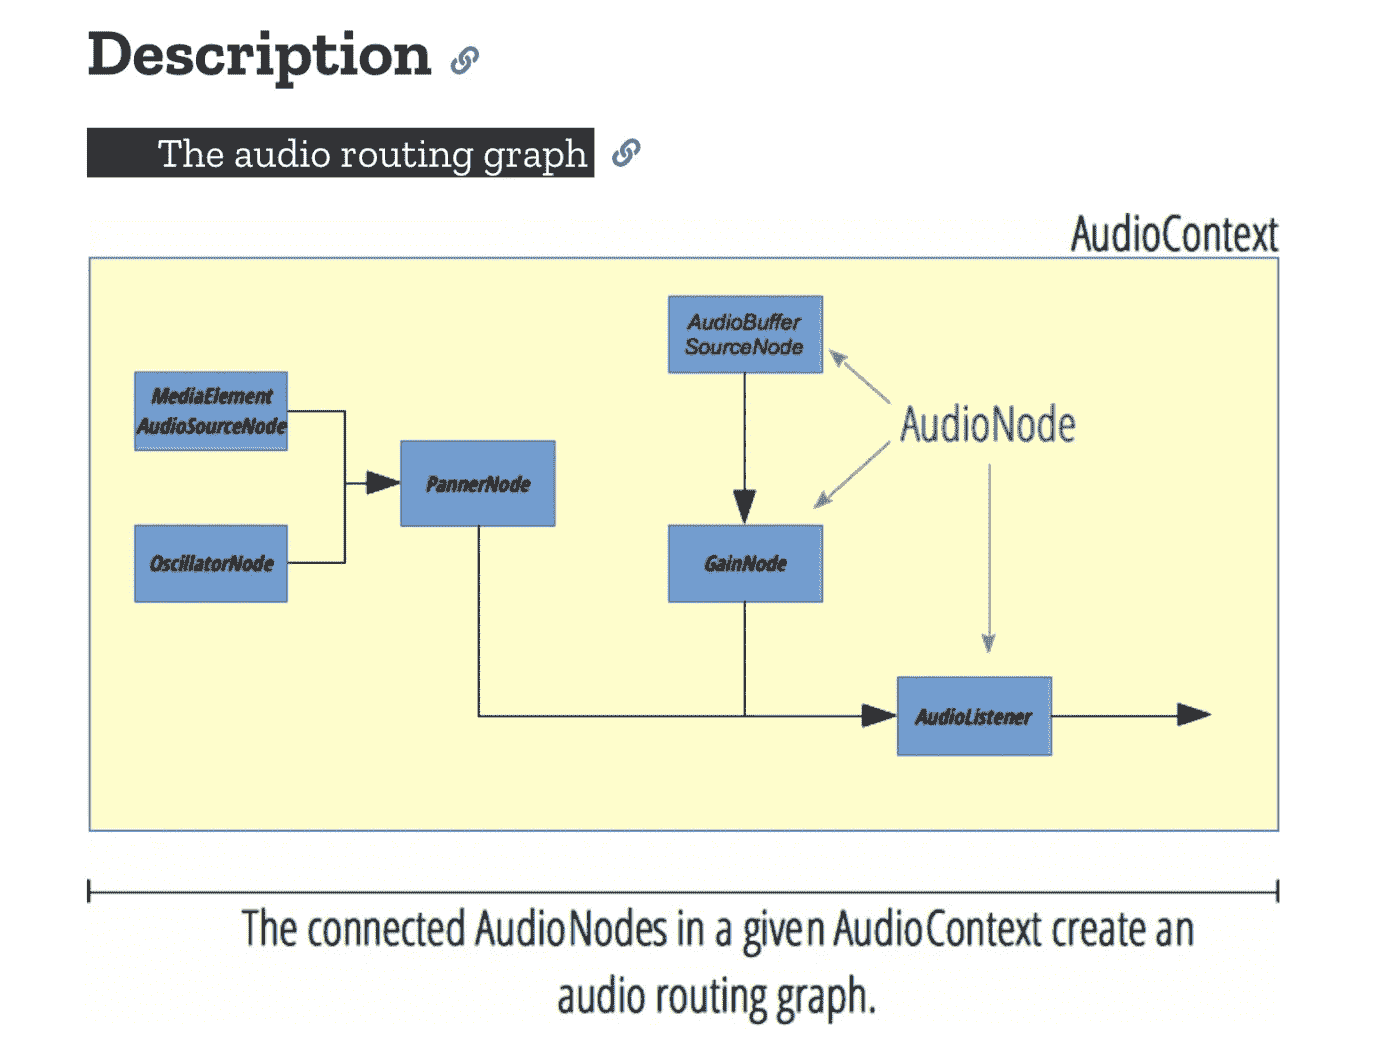 Description
The audio routing graph
AudioContext
AudioBuffer
SourceNode
MediaElement
AudioSourceNode
AudioNode
PannerNode
OscillatorNode
GainNode
AudioListener
The connected AudioNodes in a given AudioContext create an
audio routing graph.